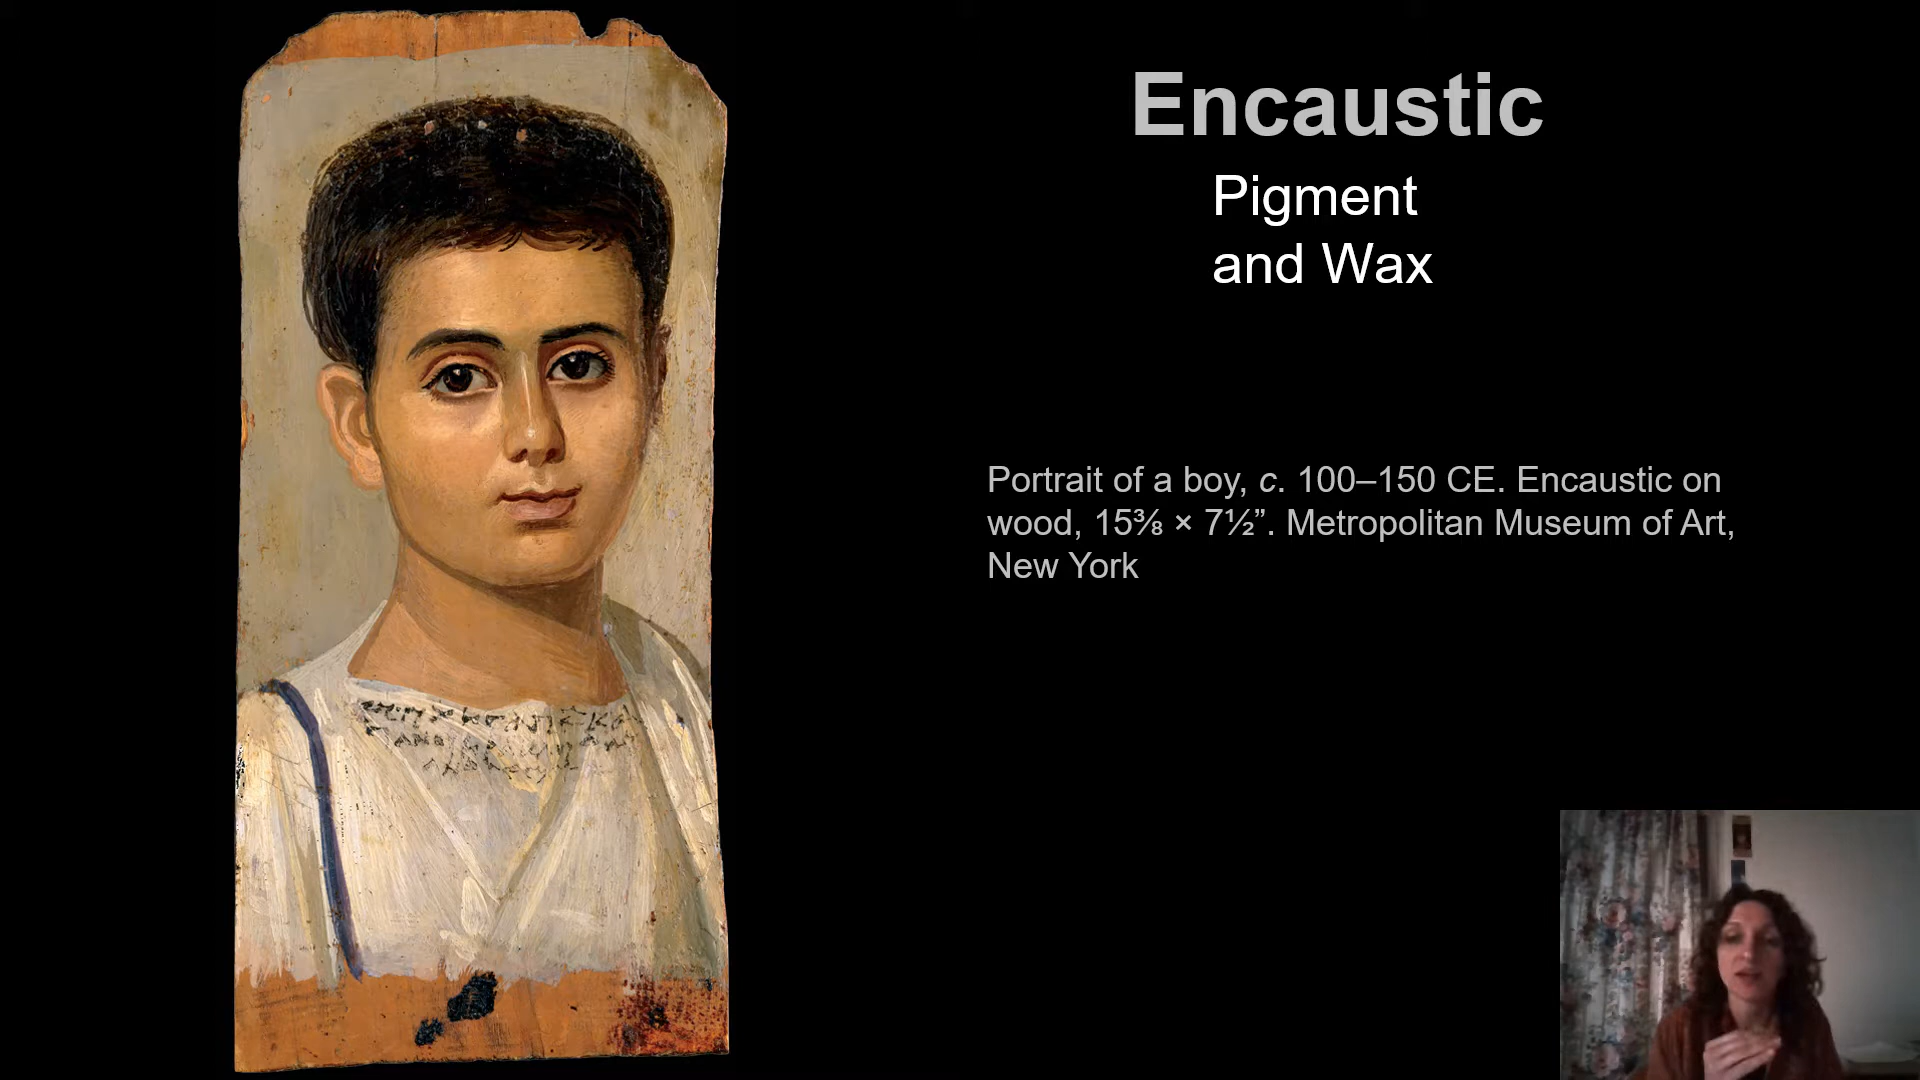 Encaustic
Pigment
and Wax
Portrait of a boy, c. 100–150 CE. Encaustic on
wood, 15⅜ × 7½”. Metropolitan Museum of Art,
New York